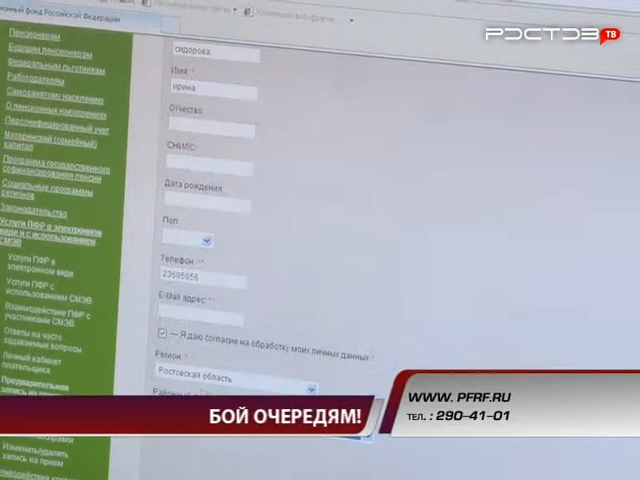 онный фонд Российской Федерации
РОСТОВ ТВ
Пенсионерам
Будущим пенсионерам
Федеральным льготникам
Работодателям
Самозанятому населению
О пенсионных накоплениях
Персонифицированный учет
Материнский (семейный)
капитал
Программа государственного
софинансирования пенсии
Социальные программы
регионов
Законодательство
Услуги ПФР в электронном
виде и с использованием
СМЭВ
Услуги ПФР в
электронном виде
Услуги ПФР с
использованием СМЭВ
Взаимодействие ПФР с
участниками СМЭВ
Ответы на часто
задаваемые вопросы
Личный кабинет
плательщика
Предварительная
Изменить/удалить
запись на прием
сидорова
Имя: *
ирина
Отчество:
СНИЛС:
Дата рождения:
Пол:
Телефон: *
23695656
E-Mail адрес: *
— Я даю согласие на обработку моих личных данных. *
Регион: *
Ростовская область
БОЙ ОЧЕРЕДЯМ!
WWW. PFRF.RU
ТЕЛ. : 290-41-01